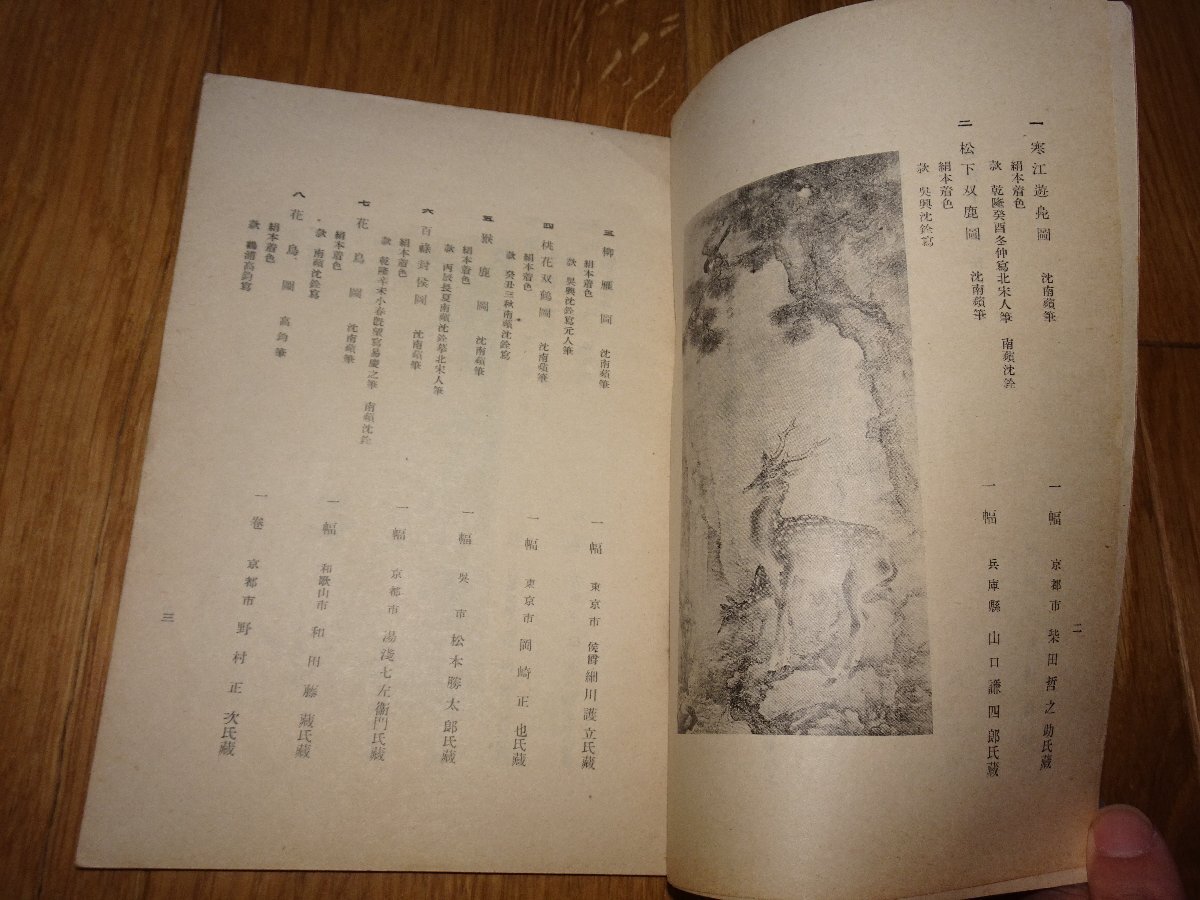 二
一 寒江遊鳬圖 沈南蘋筆 一幅 京都市 柴田哲之助氏藏
絹本着色
款 乾隆癸酉冬仲寫北宋人筆 南蘋沈銓
二 松下双鹿圖 沈南蘋筆 一幅 兵庫縣 山口謙四郎氏藏
絹本着色
款 吳興沈銓寫
三 柳雁圖 沈南蘋筆 一幅 東京市 侯爵細川護立氏藏
絹本着色
款 吳興沈銓寫元人筆
四 桃花双鶴圖 沈南蘋筆 一幅 東京市 岡崎正也氏藏
絹本着色
款 癸丑三秋南蘋沈銓寫
五 猴鹿圖 沈南蘋筆 一幅 吳市 松本勝太郎氏藏
絹本着色
款 丙辰長夏南蘋沈銓摹北宋人筆
六 百祿封侯圖 沈南蘋筆 一幅 京都市 湯淺七左衞門氏藏
絹本着色
款 乾隆辛未小春既望寫易慶之筆 南蘋沈銓
七 花鳥圖 沈南蘋筆 一幅 和歌山市 和田藤藏氏藏
絹本着色
款 南蘋沈銓寫
八 花鳥圖 高鈞筆 一卷 京都市 野村正次氏藏
絹本着色
款 鶴浦高鈞寫
三